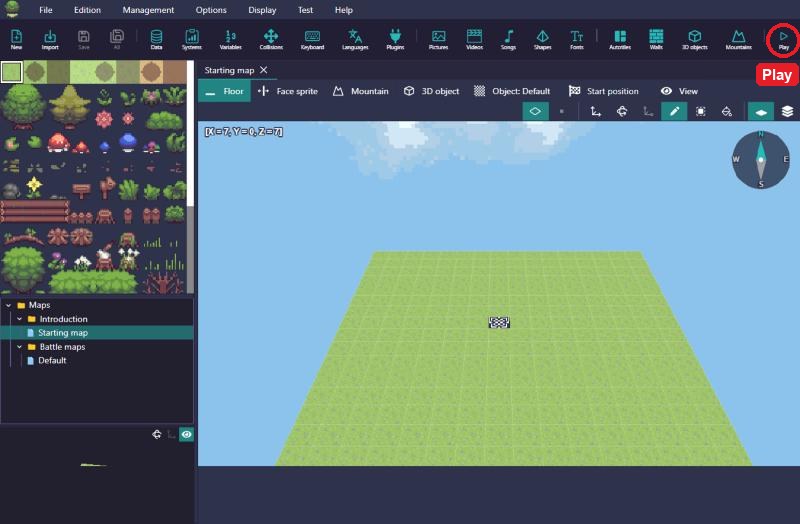 File Edition Management Options Display Test Help
New Import Save All Data Systems Variables Collisions Keyboard Languages Plugins Pictures Videos Songs Shapes Fonts Autotiles Walls 3D objects Mountains Play
Play
Starting map
Floor Face sprite Mountain 3D object Object: Default Start position View
[X = 7, Y = 0, Z = 7]
N
W E
S
Maps
Introduction
Starting map
Battle maps
Default